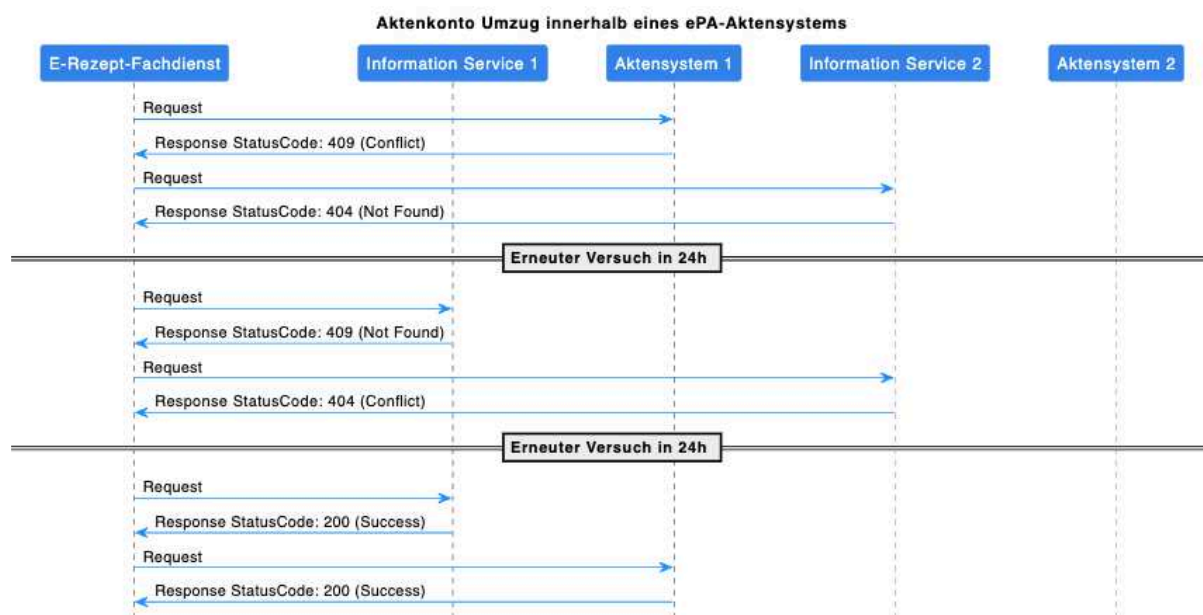 Aktenkonto Umzug innerhalb eines ePA-Aktensystems
E-Rezept-Fachdienst Information Service 1 Aktensystem 1 Information Service 2 Aktensystem 2
Request
Response StatusCode: 409 (Conflict)
Request
Response StatusCode: 404 (Not Found)
Erneuter Versuch in 24h
Request
Response StatusCode: 409 (Not Found)
Request
Response StatusCode: 404 (Conflict)
Erneuter Versuch in 24h
Request
Response StatusCode: 200 (Success)
Request
Response StatusCode: 200 (Success)